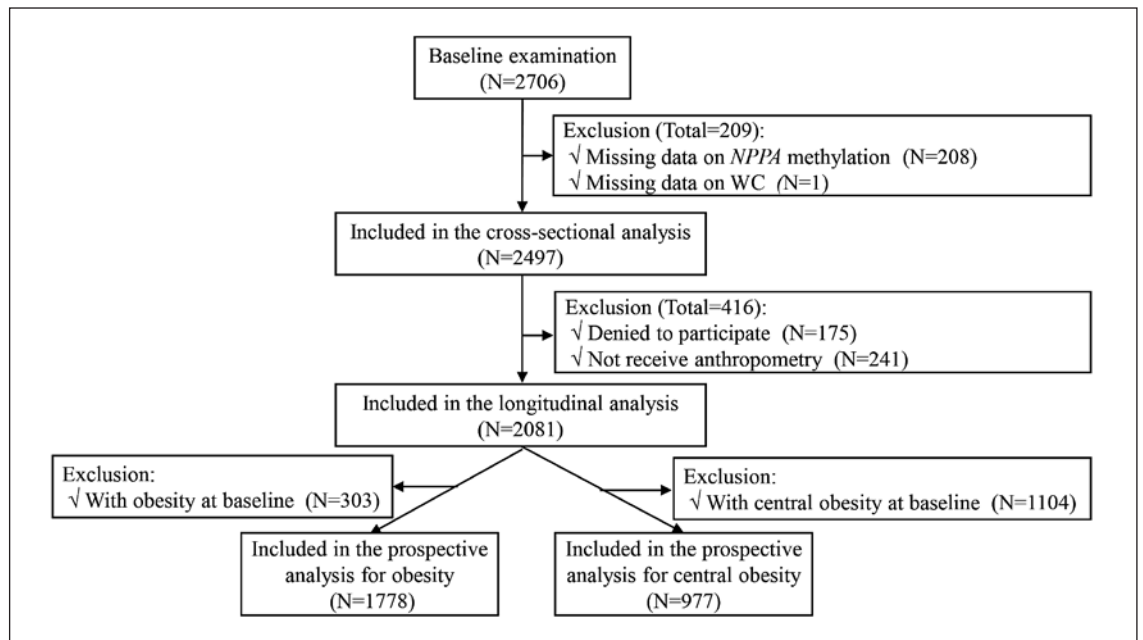 Baseline examination
(N=2706)
Exclusion (Total=209):
√ Missing data on NPPA methylation (N=208)
√ Missing data on WC (N=1)
Included in the cross-sectional analysis
(N=2497)
Exclusion (Total=416):
√ Denied to participate (N=175)
√ Not receive anthropometry (N=241)
Included in the longitudinal analysis
(N=2081)
Exclusion:
√ With obesity at baseline (N=303)
Exclusion:
√ With central obesity at baseline (N=1104)
Included in the prospective
analysis for obesity
(N=1778)
Included in the prospective
analysis for central obesity
(N=977)